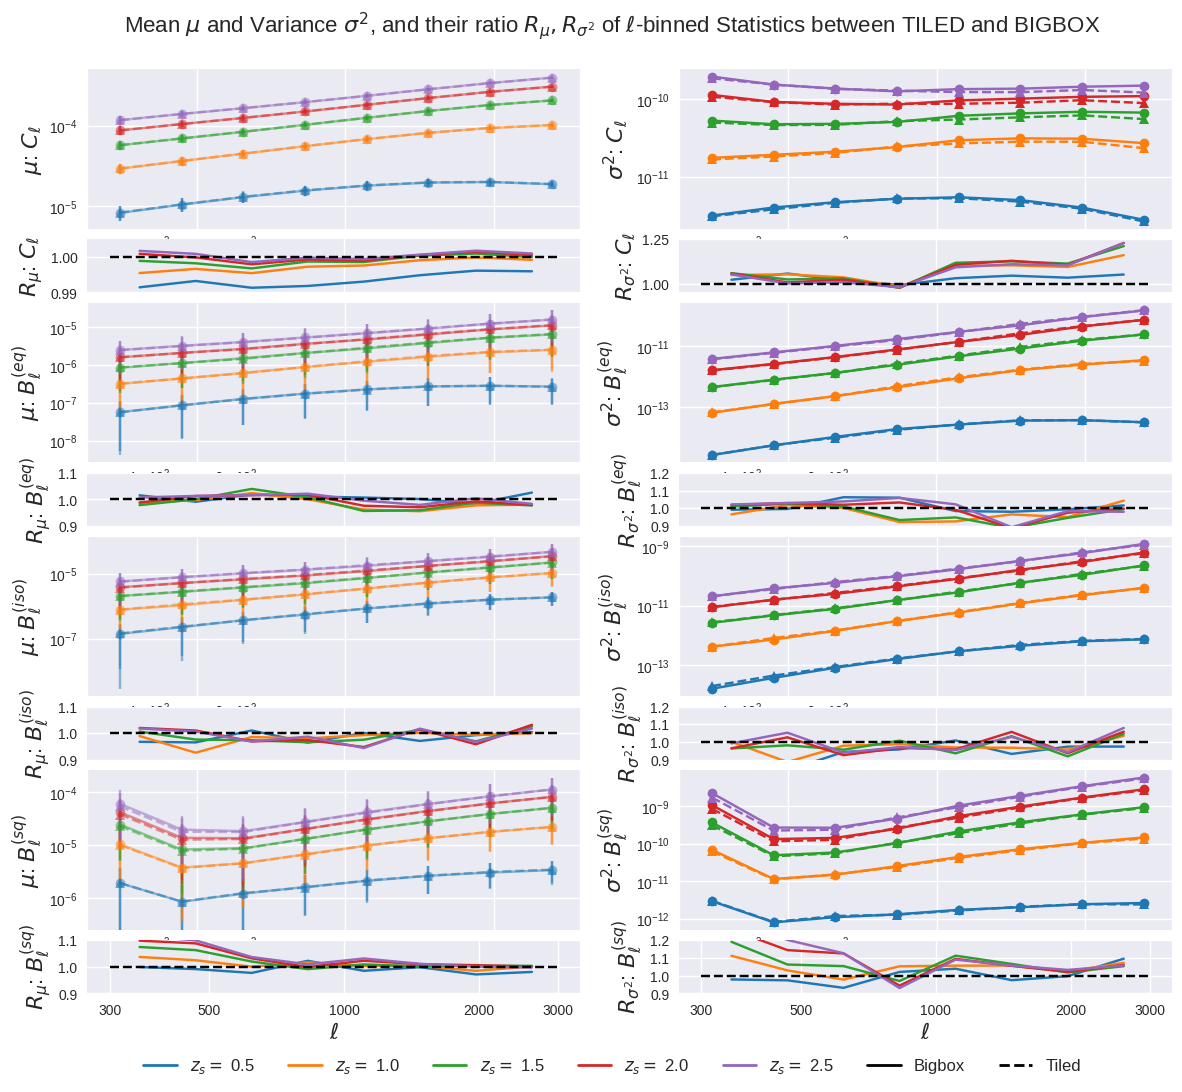 Mean μ and Variance σ², and their ratio R_μ, R_σ² of ℓ-binned Statistics between TILED and BIGBOX
μ: C_ℓ
10⁻⁴
10⁻⁵
σ²: C_ℓ
10⁻¹⁰
10⁻¹¹
R_μ: C_ℓ
1.00
0.99
R_σ²: C_ℓ
1.25
1.00
μ: B_ℓ^(eq)
10⁻⁵
10⁻⁶
10⁻⁷
10⁻⁸
σ²: B_ℓ^(eq)
10⁻¹¹
10⁻¹³
R_μ: B_ℓ^(eq)
1.1
1.0
0.9
R_σ²: B_ℓ^(eq)
1.2
1.1
1.0
0.9
μ: B_ℓ^(iso)
10⁻⁵
10⁻⁷
σ²: B_ℓ^(iso)
10⁻⁹
10⁻¹¹
10⁻¹³
R_μ: B_ℓ^(iso)
1.1
1.0
0.9
R_σ²: B_ℓ^(iso)
1.2
1.1
1.0
0.9
μ: B_ℓ^(sq)
10⁻⁴
10⁻⁵
10⁻⁶
σ²: B_ℓ^(sq)
10⁻⁹
10⁻¹⁰
10⁻¹¹
10⁻¹²
R_μ: B_ℓ^(sq)
1.1
1.0
0.9
R_σ²: B_ℓ^(sq)
1.2
1.1
1.0
0.9
300 500 1000 2000 3000
300 500 1000 2000 3000
ℓ
ℓ
z_s = 0.5 z_s = 1.0 z_s = 1.5 z_s = 2.0 z_s = 2.5 Bigbox Tiled